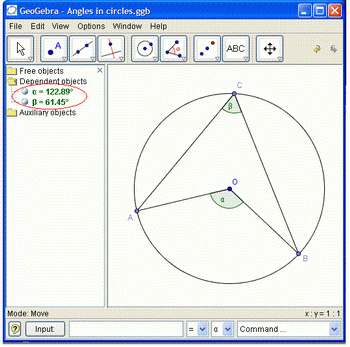 GeoGebra - Angles in circles.ggb
File Edit View Options Window Help
A ABC
Free objects
Dependent objects
α = 122.89°
β = 61.45°
Auxiliary objects
C
β
O
α
A
B
Mode: Move x : y = 1 : 1
? Input: = α Command ...